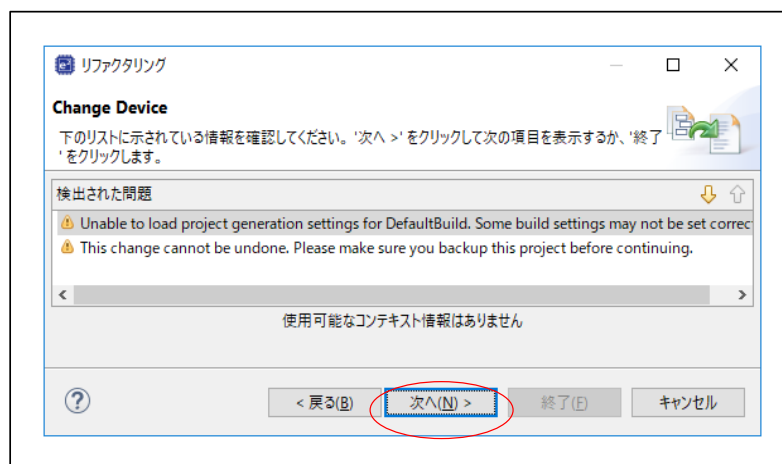 リファクタリング
Change Device
下のリストに示されている情報を確認してください。'次へ >' をクリックして次の項目を表示するか、'終了
' をクリックします。
検出された問題
Unable to load project generation settings for DefaultBuild. Some build settings may not be set correc
This change cannot be undone. Please make sure you backup this project before continuing.
使用可能なコンテキスト情報はありません
< 戻る(B) 次へ(N) > 終了(F) キャンセル